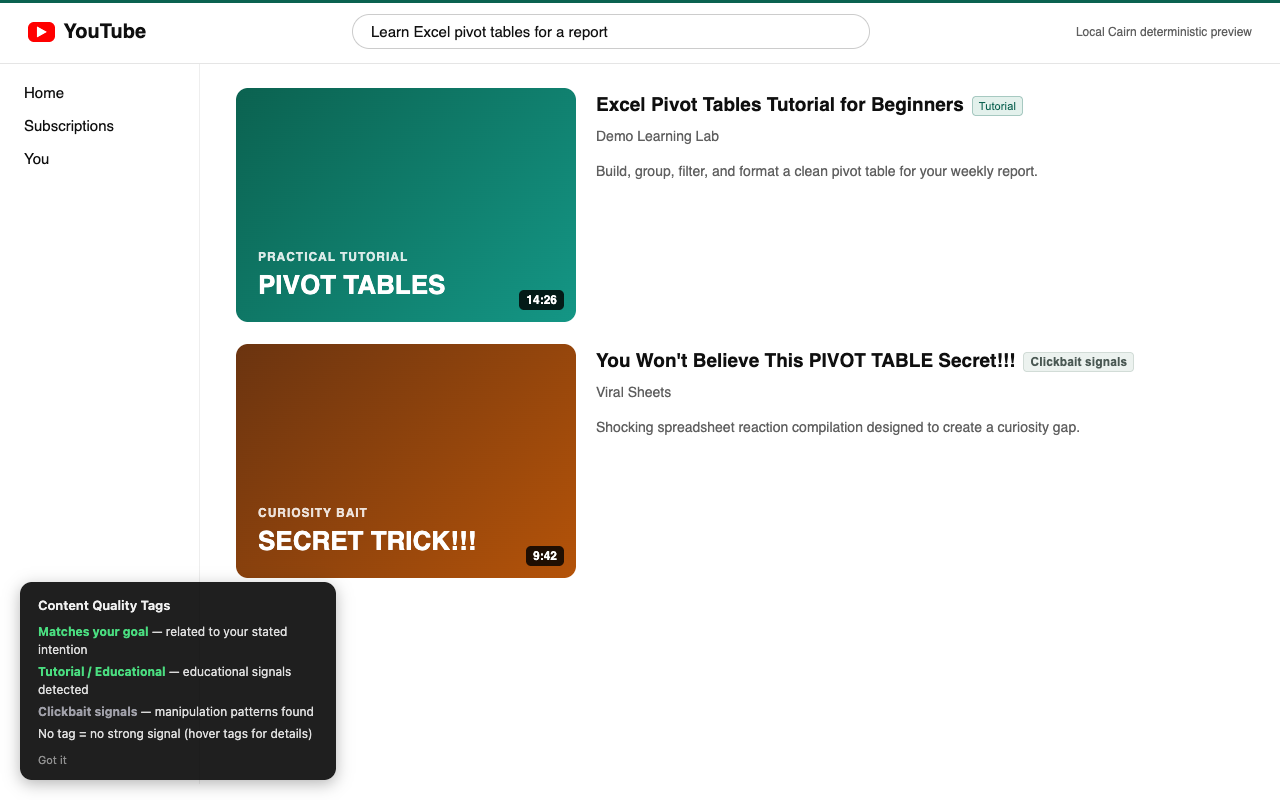 YouTube
Learn Excel pivot tables for a report
Local Cairn deterministic preview
Home
Subscriptions
You
PRACTICAL TUTORIAL
PIVOT TABLES
14:26
Excel Pivot Tables Tutorial for Beginners Tutorial
Demo Learning Lab
Build, group, filter, and format a clean pivot table for your weekly report.
CURIOSITY BAIT
SECRET TRICK!!!
9:42
You Won't Believe This PIVOT TABLE Secret!!! Clickbait signals
Viral Sheets
Shocking spreadsheet reaction compilation designed to create a curiosity gap.
Content Quality Tags
Matches your goal — related to your stated
intention
Tutorial / Educational — educational signals
detected
Clickbait signals — manipulation patterns found
No tag = no strong signal (hover tags for details)
Got it